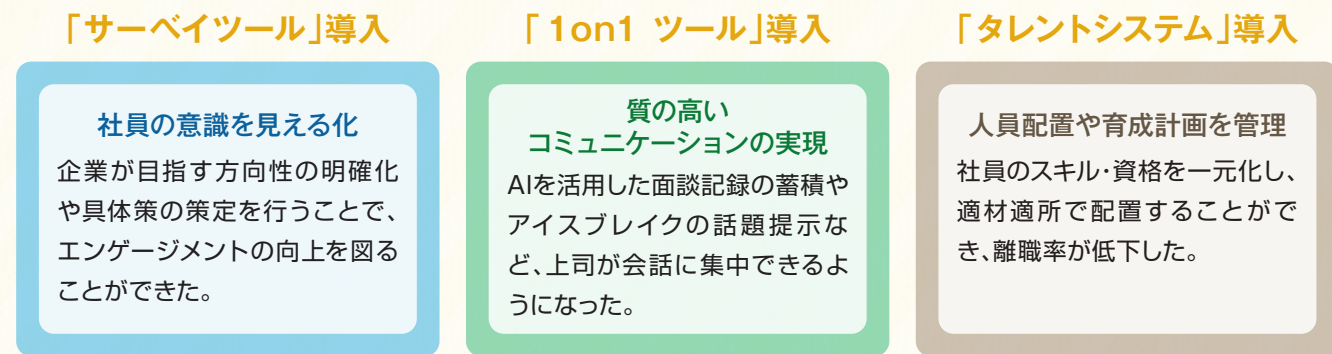 「サーベイツール」導入
社員の意識を見える化
企業が目指す方向性の明確化
や具体策の策定を行うことで、
エンゲージメントの向上を図る
ことができた。
「1on1 ツール」導入
質の高い
コミュニケーションの実現
AIを活用した面談記録の蓄積や
アイスブレイクの話題提示な
ど、上司が会話に集中できるよ
うになった。
「タレントシステム」導入
人員配置や育成計画を管理
社員のスキル・資格を一元化し、
適材適所で配置することがで
き、離職率が低下した。